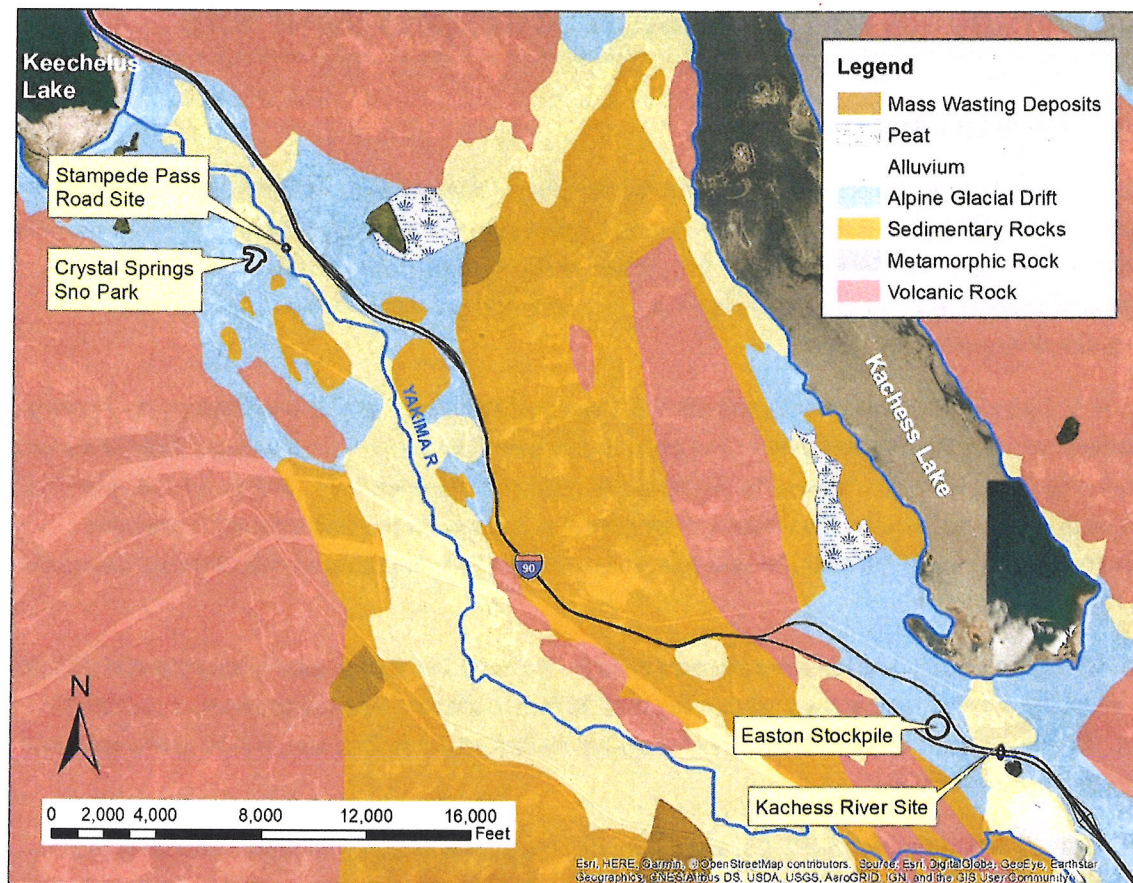 Keechelus
Lake
Stampede Pass
Road Site
Crystal Springs
Sno Park
YAKIMA R
90
Kachess Lake
Legend
Mass Wasting Deposits
Peat
Alluvium
Alpine Glacial Drift
Sedimentary Rocks
Metamorphic Rock
Volcanic Rock
Easton Stockpile
Kachess River Site
N
0 2,000 4,000 8,000 12,000 16,000
Feet
Esri, HERE, Garmin, © OpenStreetMap contributors. Source: Esri, DigitalGlobe, GeoEye, Earthstar
Geographics, CNES/Airbus DS, USDA, USGS, AeroGRID, IGN, and the GIS User Community